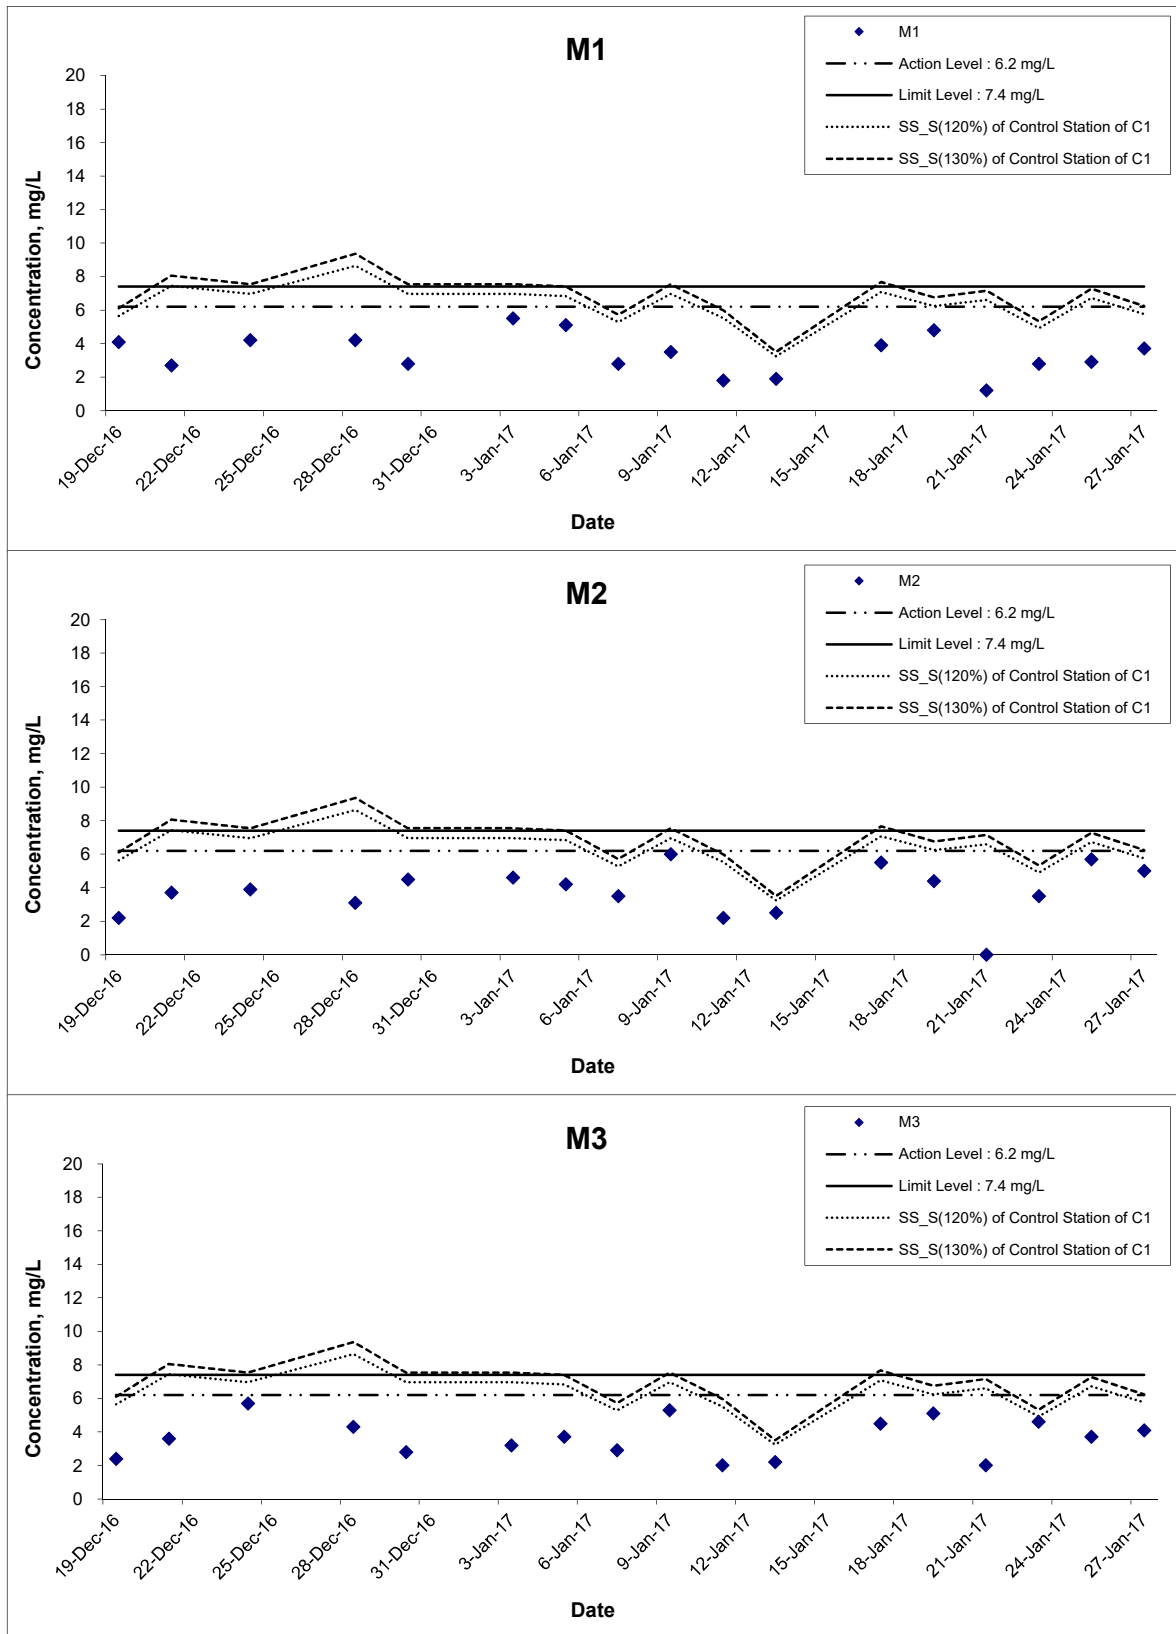 M1
M1
Action Level : 6.2 mg/L
Limit Level : 7.4 mg/L
SS_S(120%) of Control Station of C1
SS_S(130%) of Control Station of C1
Concentration, mg/L
20
18
16
14
12
10
8
6
4
2
0
19-Dec-16
22-Dec-16
25-Dec-16
28-Dec-16
31-Dec-16
3-Jan-17
6-Jan-17
9-Jan-17
12-Jan-17
15-Jan-17
18-Jan-17
21-Jan-17
24-Jan-17
27-Jan-17
Date
M2
M2
Action Level : 6.2 mg/L
Limit Level : 7.4 mg/L
SS_S(120%) of Control Station of C1
SS_S(130%) of Control Station of C1
Concentration, mg/L
20
18
16
14
12
10
8
6
4
2
0
19-Dec-16
22-Dec-16
25-Dec-16
28-Dec-16
31-Dec-16
3-Jan-17
6-Jan-17
9-Jan-17
12-Jan-17
15-Jan-17
18-Jan-17
21-Jan-17
24-Jan-17
27-Jan-17
Date
M3
M3
Action Level : 6.2 mg/L
Limit Level : 7.4 mg/L
SS_S(120%) of Control Station of C1
SS_S(130%) of Control Station of C1
Concentration, mg/L
20
18
16
14
12
10
8
6
4
2
0
19-Dec-16
22-Dec-16
25-Dec-16
28-Dec-16
31-Dec-16
3-Jan-17
6-Jan-17
9-Jan-17
12-Jan-17
15-Jan-17
18-Jan-17
21-Jan-17
24-Jan-17
27-Jan-17
Date